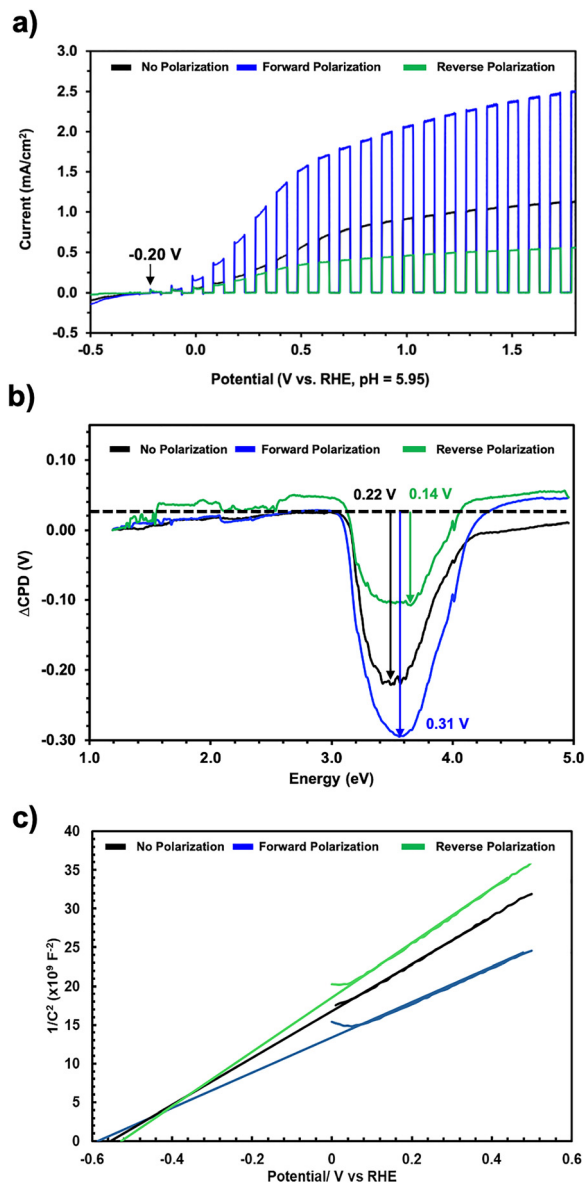 a)
3.0
No Polarization Forward Polarization Reverse Polarization
2.5
2.0
1.5
1.0
0.5
0.0
-0.5
-0.20 V
Current (mA/cm²)
-0.5 0.0 0.5 1.0 1.5
Potential (V vs. RHE, pH = 5.95)
b)
No Polarization Forward Polarization Reverse Polarization
0.10
0.00
-0.10
-0.20
-0.30
0.22 V
0.14 V
0.31 V
ΔCPD (V)
1.0 2.0 3.0 4.0 5.0
Energy (eV)
c)
40
No Polarization Forward Polarization Reverse Polarization
35
30
25
20
15
10
5
0
1/C² (x10⁹ F⁻²)
-0.6 -0.4 -0.2 0 0.2 0.4 0.6
Potential/ V vs RHE